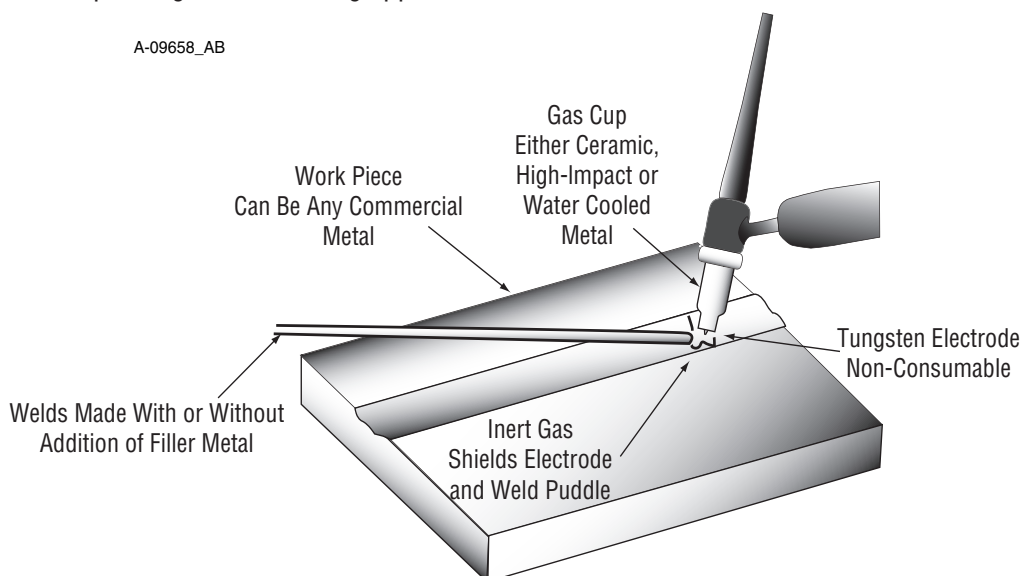 A-09658_AB
Gas Cup
Either Ceramic,
High-Impact or
Water Cooled
Metal
Work Piece
Can Be Any Commercial
Metal
Tungsten Electrode
Non-Consumable
Welds Made With or Without
Addition of Filler Metal
Inert Gas
Shields Electrode
and Weld Puddle